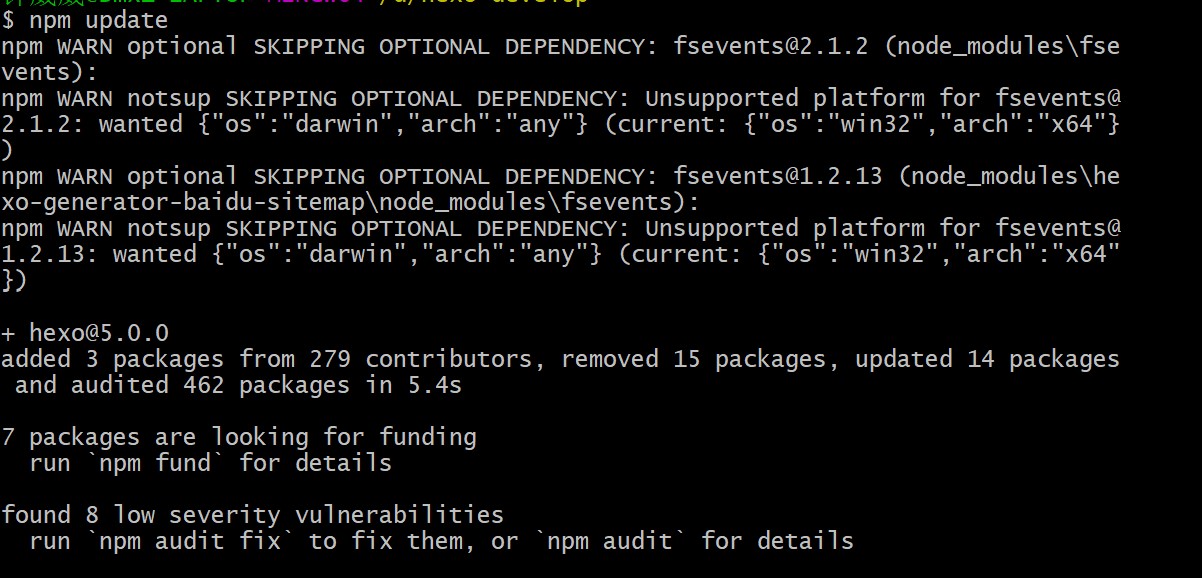 $ npm update
npm WARN optional SKIPPING OPTIONAL DEPENDENCY: fsevents@2.1.2 (node_modules\fse
vents):
npm WARN notsup SKIPPING OPTIONAL DEPENDENCY: Unsupported platform for fsevents@
2.1.2: wanted {"os":"darwin","arch":"any"} (current: {"os":"win32","arch":"x64"}
)
npm WARN optional SKIPPING OPTIONAL DEPENDENCY: fsevents@1.2.13 (node_modules\he
xo-generator-baidu-sitemap\node_modules\fsevents):
npm WARN notsup SKIPPING OPTIONAL DEPENDENCY: Unsupported platform for fsevents@
1.2.13: wanted {"os":"darwin","arch":"any"} (current: {"os":"win32","arch":"x64"
})
+ hexo@5.0.0
added 3 packages from 279 contributors, removed 15 packages, updated 14 packages
and audited 462 packages in 5.4s
7 packages are looking for funding
run `npm fund` for details
found 8 low severity vulnerabilities
run `npm audit fix` to fix them, or `npm audit` for details